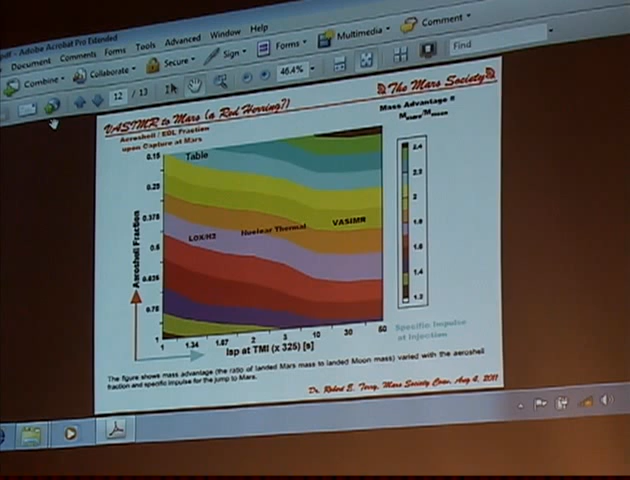 .pdf - Adobe Acrobat Pro Extended
Document Comments Forms Tools Advanced Window Help
Combine Collaborate Secure Sign Forms Multimedia Comment
12 / 13 46.4% Find
VASIMR to Mars (a Red Herring?)
The Mars Society
Aeroshell / EDL Fraction
upon Capture at Mars
Mass Advantage =
Table
0.15
0.25
0.375
0.5
0.625
0.75
1
Aeroshell Fraction
LOX/H2
Nuclear Thermal
VASIMR
2.4
2.3
2
1.8
1.6
1.4
1.2
1 1.34 1.67 2 3 10 30 50
Isp at TMI (x 325) [s]
Specific Impulse
at Injection
The figure shows mass advantage (the ratio of landed Mars mass to landed Moon mass) varied with the aeroshell
fraction and specific impulse for the jump to Mars.
Dr. Robert E. Terry, Mars Society Conv, Aug 4, 2011